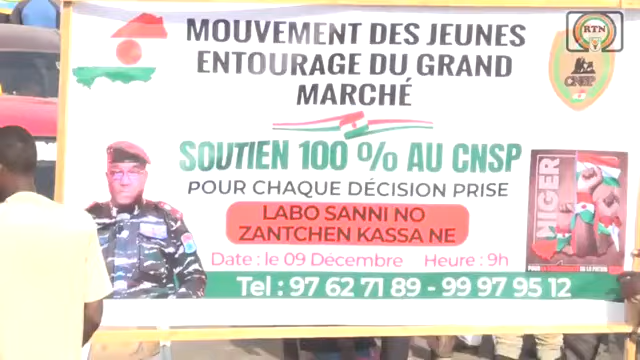 MOUVEMENT DES JEUNES
ENTOURAGE DU GRAND
MARCHÉ
RTN
CNSP
SOUTIEN 100 % AU CNSP
POUR CHAQUE DÉCISION PRISE
LABO SANNI NO
ZANTCHEN KASSA NE
Date : le 09 Décembre Heure : 9h
NIGER
Tel : 97 62 71 89 - 99 97 95 12